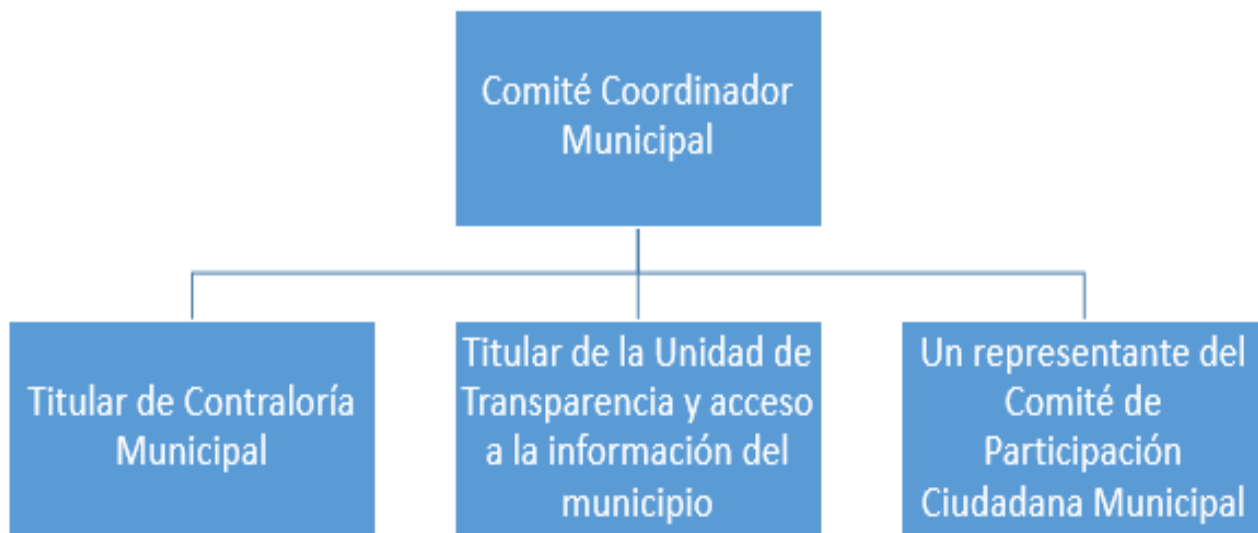 Comité Coordinador
Municipal
Titular de Contraloría
Municipal
Titular de la Unidad de
Transparencia y acceso
a la información del
municipio
Un representante del
Comité de
Participación
Ciudadana Municipal